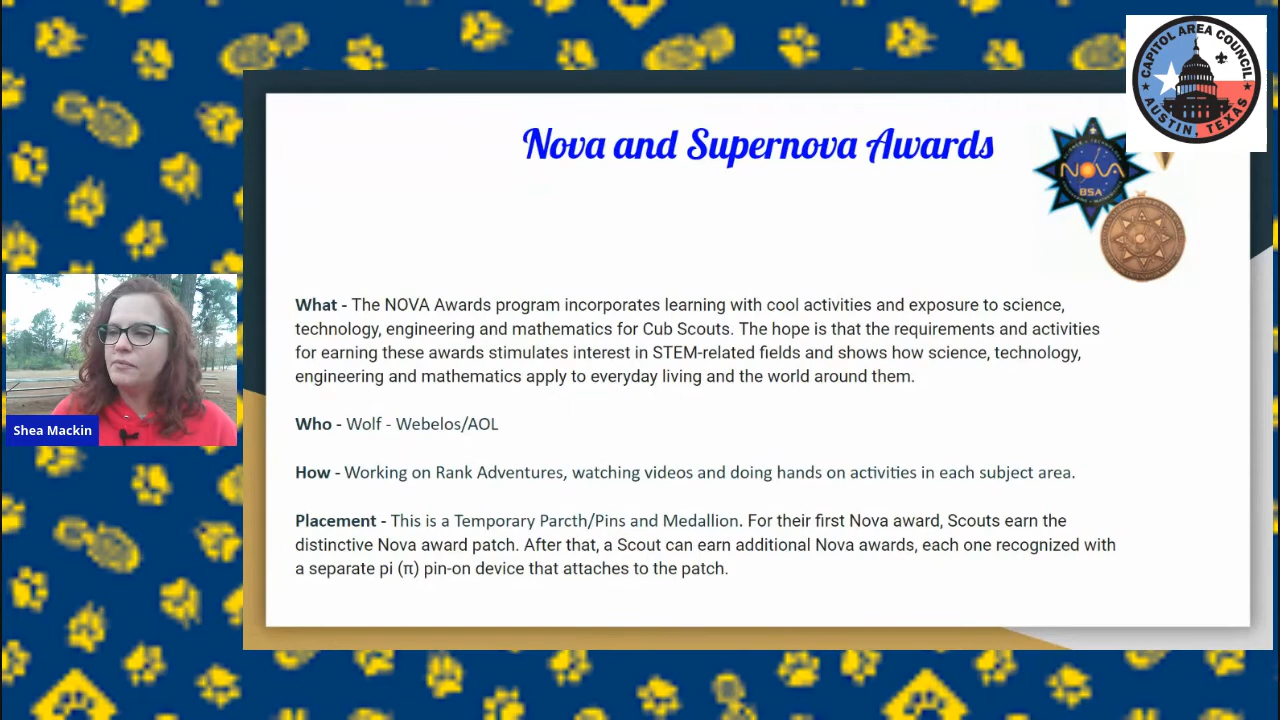 CAPITOL AREA COUNCIL
AUSTIN, TEXAS
Nova and Supernova Awards
NOVA
BSA
What - The NOVA Awards program incorporates learning with cool activities and exposure to science,
technology, engineering and mathematics for Cub Scouts. The hope is that the requirements and activities
for earning these awards stimulates interest in STEM-related fields and shows how science, technology,
engineering and mathematics apply to everyday living and the world around them.
Who - Wolf - Webelos/AOL
How - Working on Rank Adventures, watching videos and doing hands on activities in each subject area.
Placement - This is a Temporary Parcth/Pins and Medallion. For their first Nova award, Scouts earn the
distinctive Nova award patch. After that, a Scout can earn additional Nova awards, each one recognized with
a separate pi (π) pin-on device that attaches to the patch.
Shea Mackin